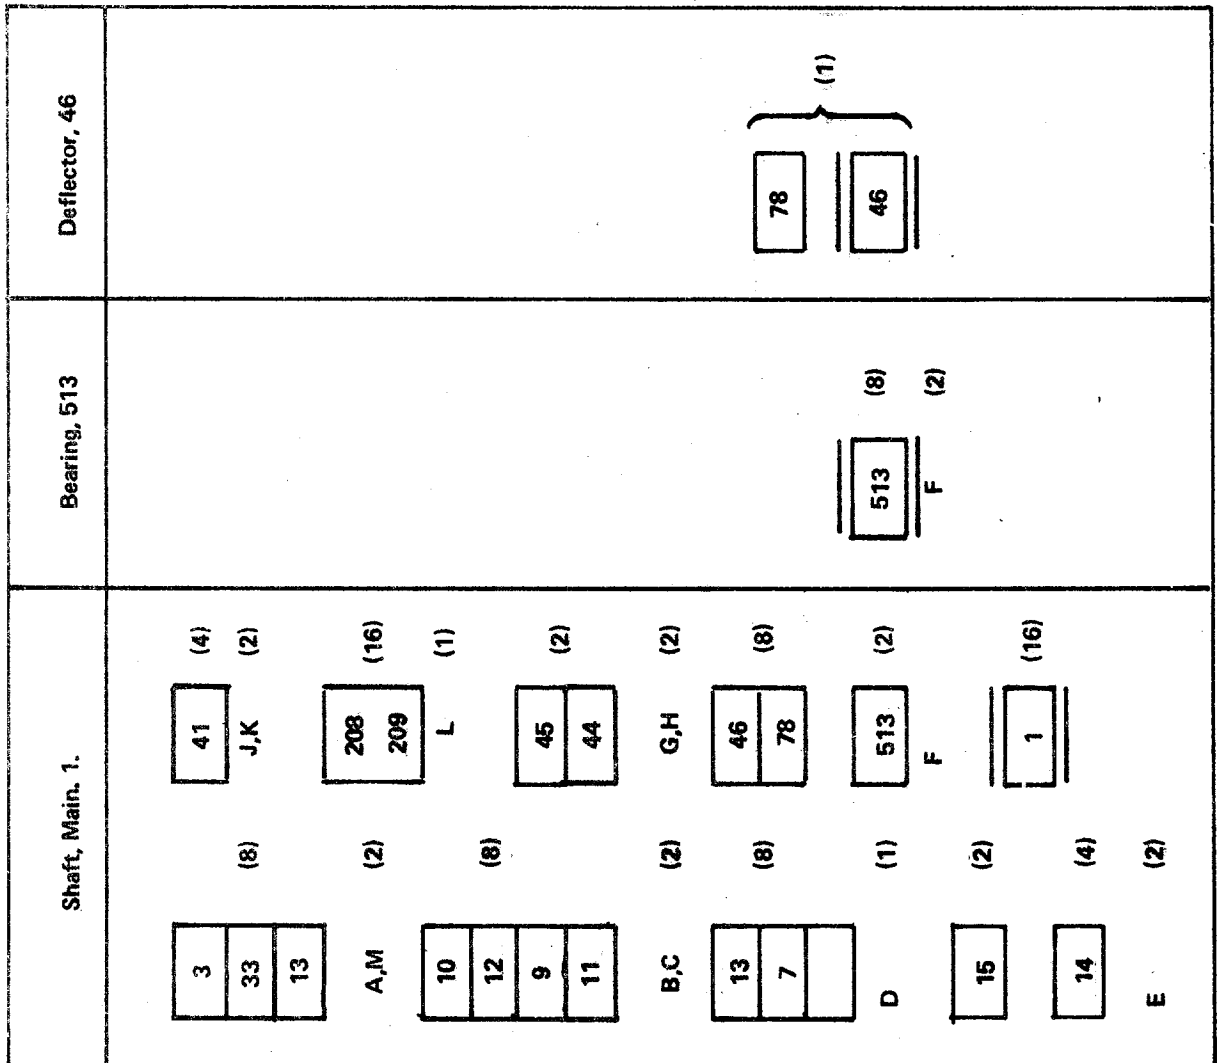 Shaft, Main. 1.
3
33 (8)
13
A,M (2)
10
12 (8)
9
11
B,C (2)
13
7 (8)
D (1)
15 (2)
14 (4)
E (2)
41 (4)
J,K (2)
208 (16)
209
L (1)
45 (2)
44
G,H (2)
46
78 (8)
513 (2)
F
1 (16)
Bearing, 513
513 (8)
F (2)
Deflector, 46
78
(1)
46